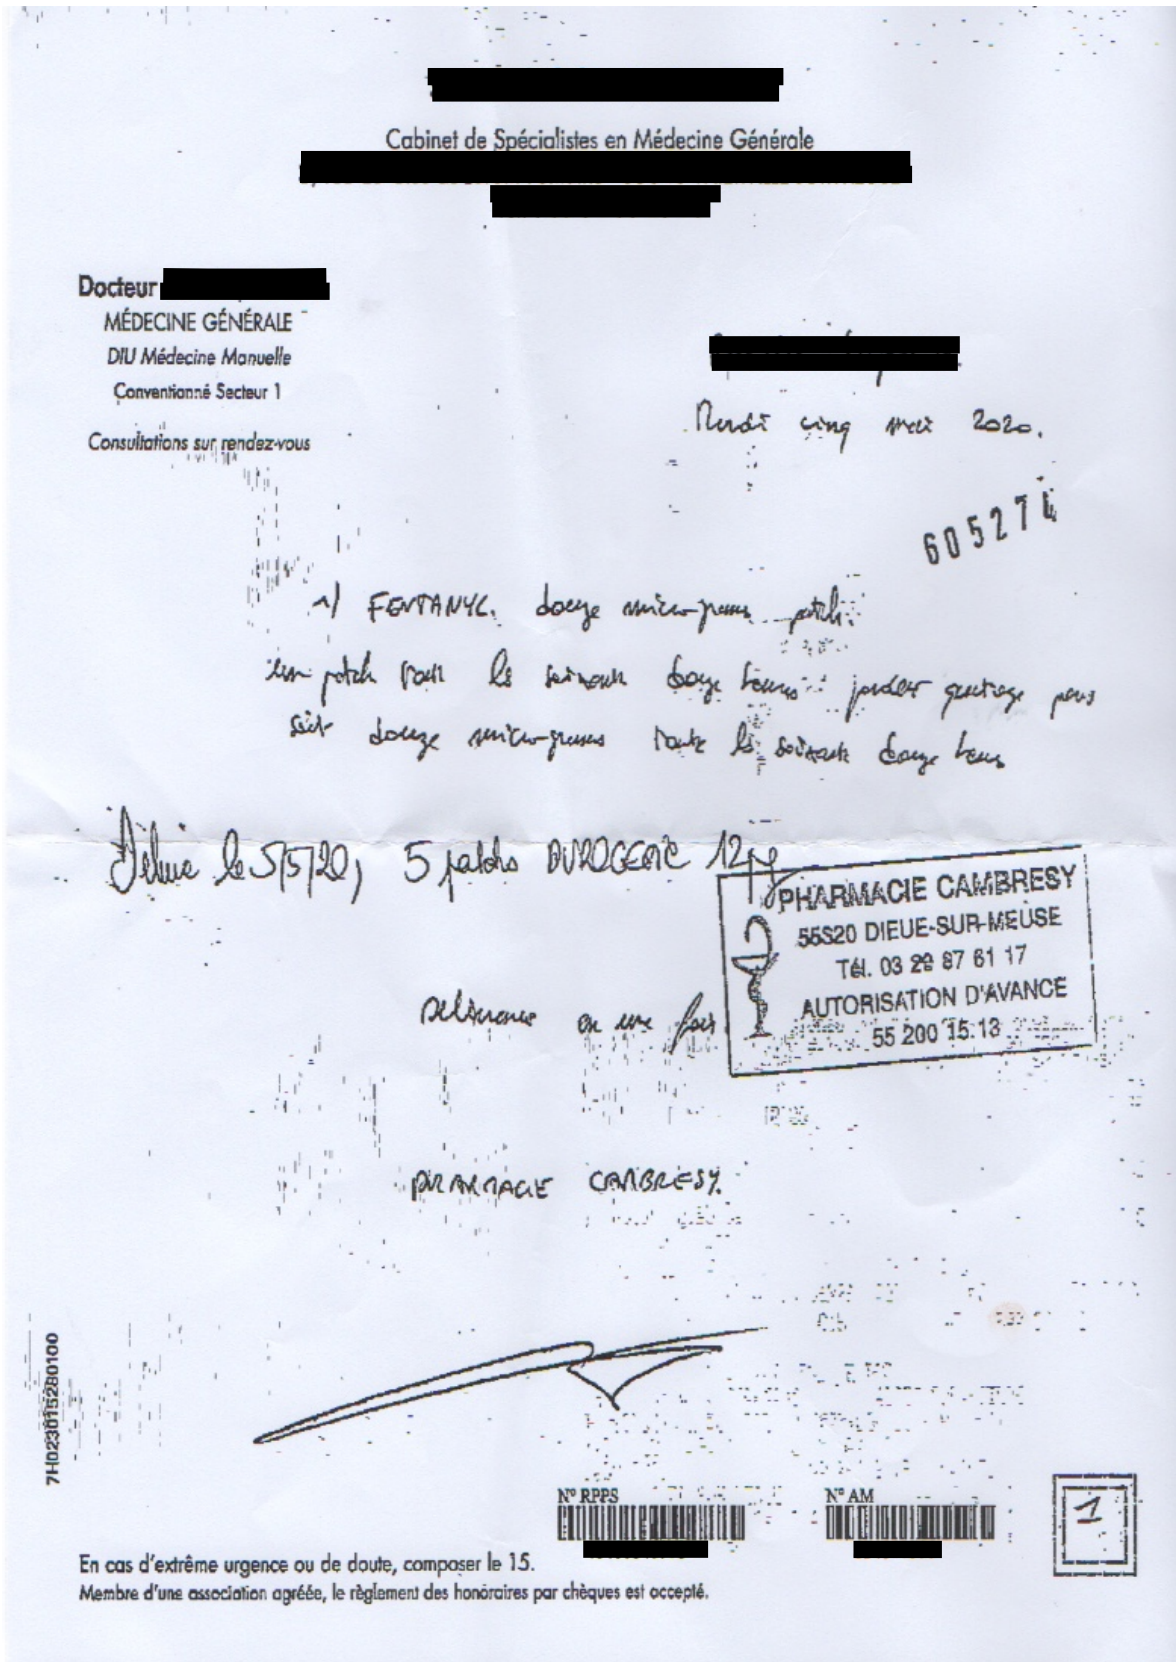 Cabinet de Spécialistes en Médecine Générale
Docteur
MÉDECINE GÉNÉRALE
DIU Médecine Manuelle
Conventionné Secteur 1
Consultations sur rendez-vous
Mardi cinq mai 2020.
605274
1) FENTANYL. douze micro-grammes patch.
un patch toute les soixante douze heures pendant quatorze jours
soit douze micro-grammes toute les soixante douze heures
Délivré le 5/5/20, 5 patchs DUROGESIC 12µg
PHARMACIE CAMBRESY
55320 DIEUE-SUR-MEUSE
Tél. 03 29 87 61 17
AUTORISATION D'AVANCE
55 200 15.13
Délivrance en une fois
PHARMACIE CAMBRESY.
7H023015280100
N° RPPS
N° AM
1
En cas d'extrême urgence ou de doute, composer le 15.
Membre d'une association agréée, le règlement des honoraires par chèques est accepté.